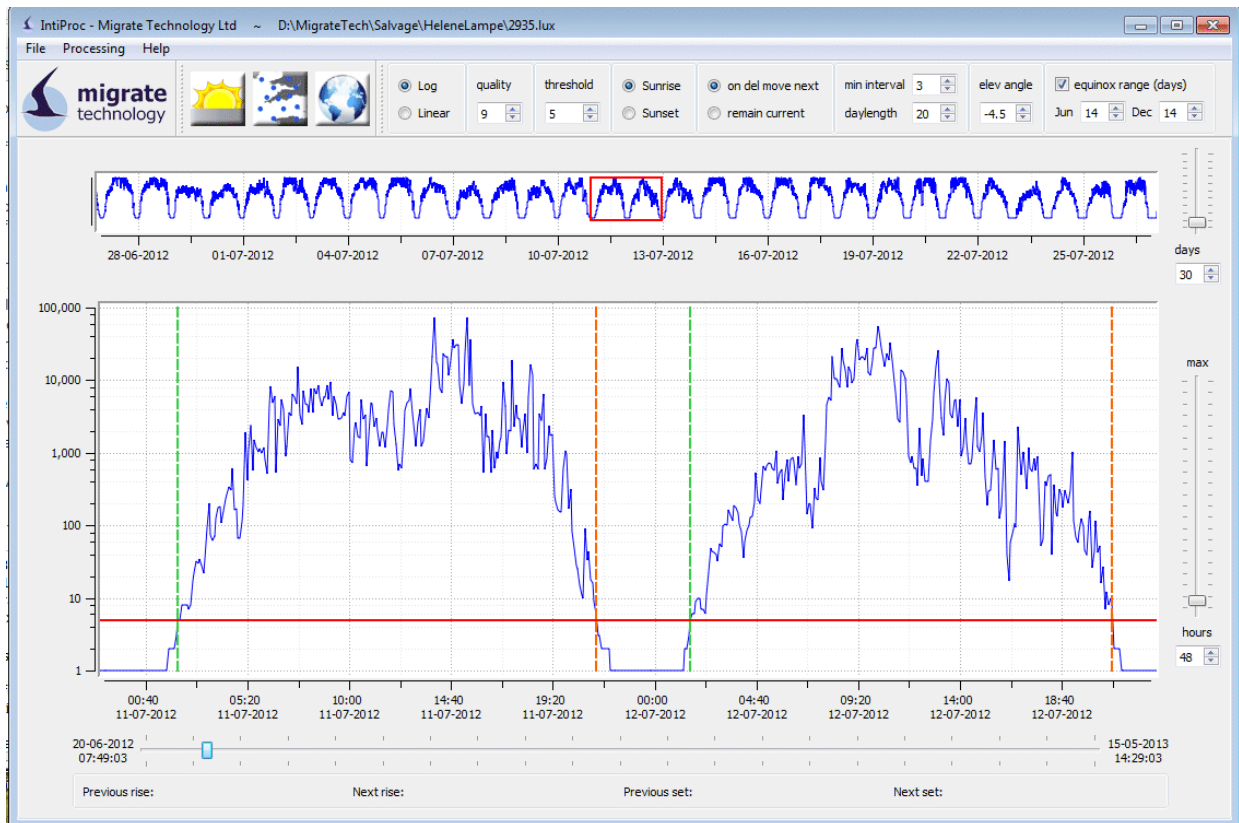 IntiProc - Migrate Technology Ltd ~ D:\MigrateTech\Salvage\HeleneLampe\2935.lux
File Processing Help
migrate
technology
Log
Linear
quality
9
threshold
5
Sunrise
Sunset
on del move next
remain current
min interval 3
daylength 20
elev angle
-4.5
equinox range (days)
Jun 14 Dec 14
28-06-2012 01-07-2012 04-07-2012 07-07-2012 10-07-2012 13-07-2012 16-07-2012 19-07-2012 22-07-2012 25-07-2012
days
30
100,000
10,000
1,000
100
10
1
max
hours
48
00:40 05:20 10:00 14:40 19:20 00:00 04:40 09:20 14:00 18:40
11-07-2012 11-07-2012 11-07-2012 11-07-2012 11-07-2012 12-07-2012 12-07-2012 12-07-2012 12-07-2012 12-07-2012
20-06-2012
07:49:03
15-05-2013
14:29:03
Previous rise: Next rise: Previous set: Next set: